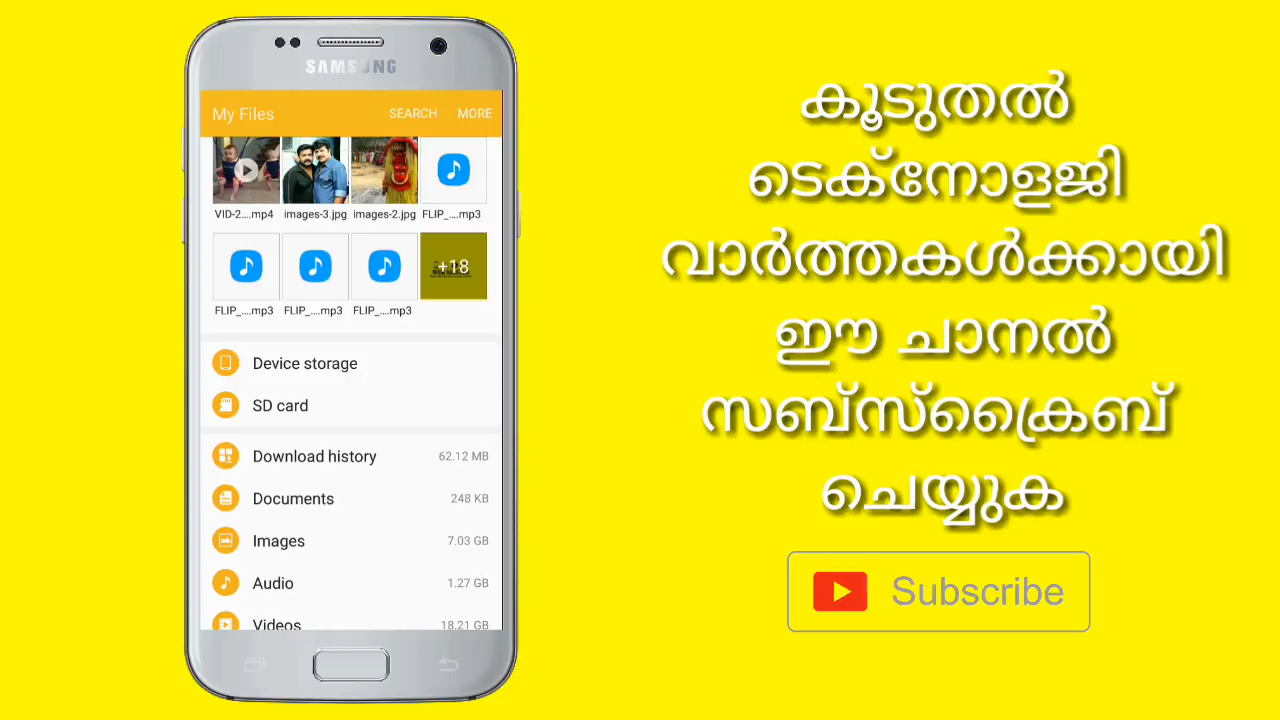 SAMSUNG
My Files
SEARCH
MORE
VID-2....mp4
images-3.jpg
images-2.jpg
FLIP_....mp3
+18
FLIP_....mp3
FLIP_....mp3
FLIP_....mp3
Device storage
SD card
Download history
62.12 MB
Documents
248 KB
Images
7.03 GB
Audio
1.27 GB
Videos
18.21 GB
കൂടുതൽ
ടെക്നോളജി
വാർത്തകൾക്കായി
ഈ ചാനൽ
സബ്സ്ക്രൈബ്
ചെയ്യുക
Subscribe